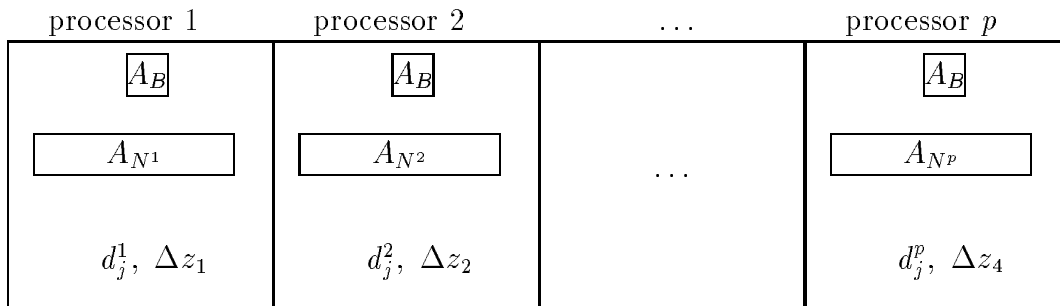 processor 1 processor 2 ... processor p
A_B A_B A_B
A_{N^1} A_{N^2} ... A_{N^p}
d_j^1, Δz_1 d_j^2, Δz_2 d_j^p, Δz_4